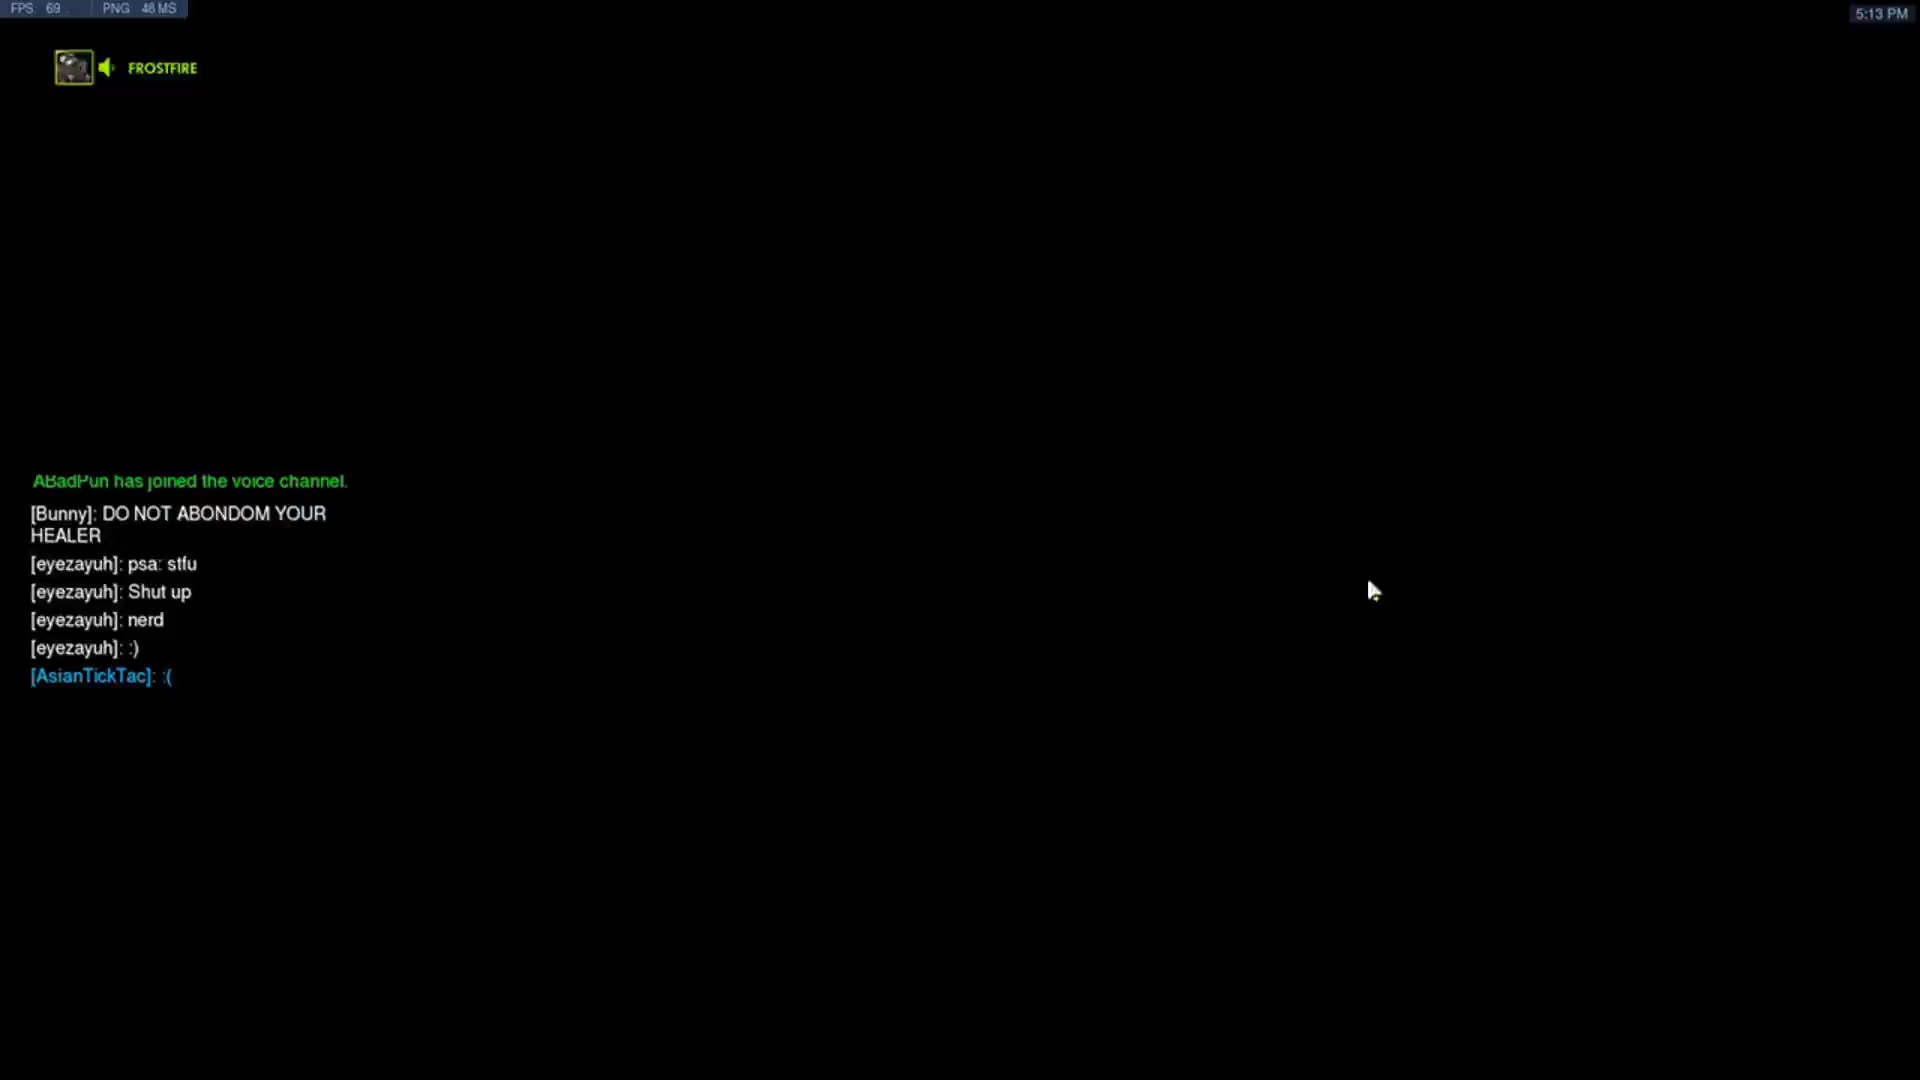 FPS: 69 PNG 48 MS
5:13 PM
FROSTFIRE
ABadPun has joined the voice channel.
[Bunny]: DO NOT ABONDOM YOUR
HEALER
[eyezayuh]: psa: stfu
[eyezayuh]: Shut up
[eyezayuh]: nerd
[eyezayuh]: :)
[AsianTickTac]: :(